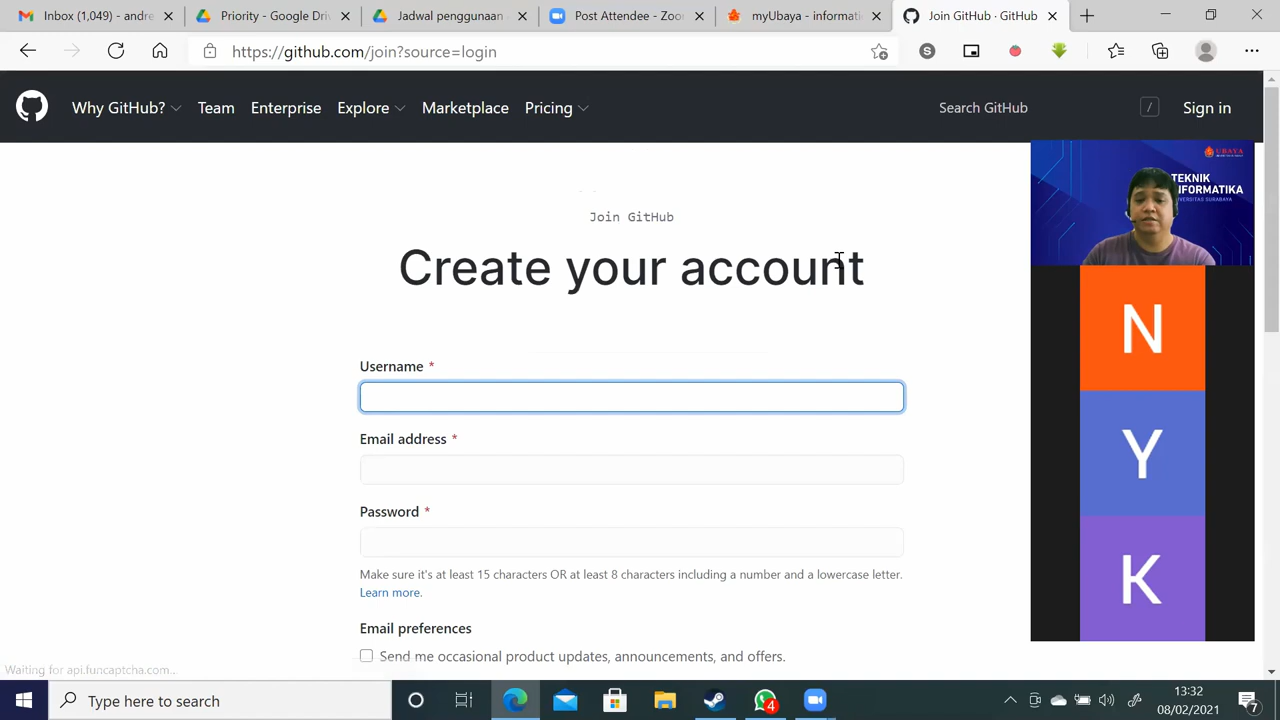 Inbox (1,049) - andre
Priority - Google Driv
Jadwal penggunaan
Post Attendee - Zoo
myUbaya - informati
Join GitHub · GitHub
https://github.com/join?source=login
S
Why GitHub?
Team
Enterprise
Explore
Marketplace
Pricing
Search GitHub
/
Sign in
UBAYA
TEKNIK
INFORMATIKA
UNIVERSITAS SURABAYA
Join GitHub
Create your account
Username *
Email address *
Password *
Make sure it's at least 15 characters OR at least 8 characters including a number and a lowercase letter.
Learn more.
Email preferences
Send me occasional product updates, announcements, and offers.
N
Y
K
Waiting for api.funcaptcha.com...
Type here to search
4
13:32
08/02/2021
7